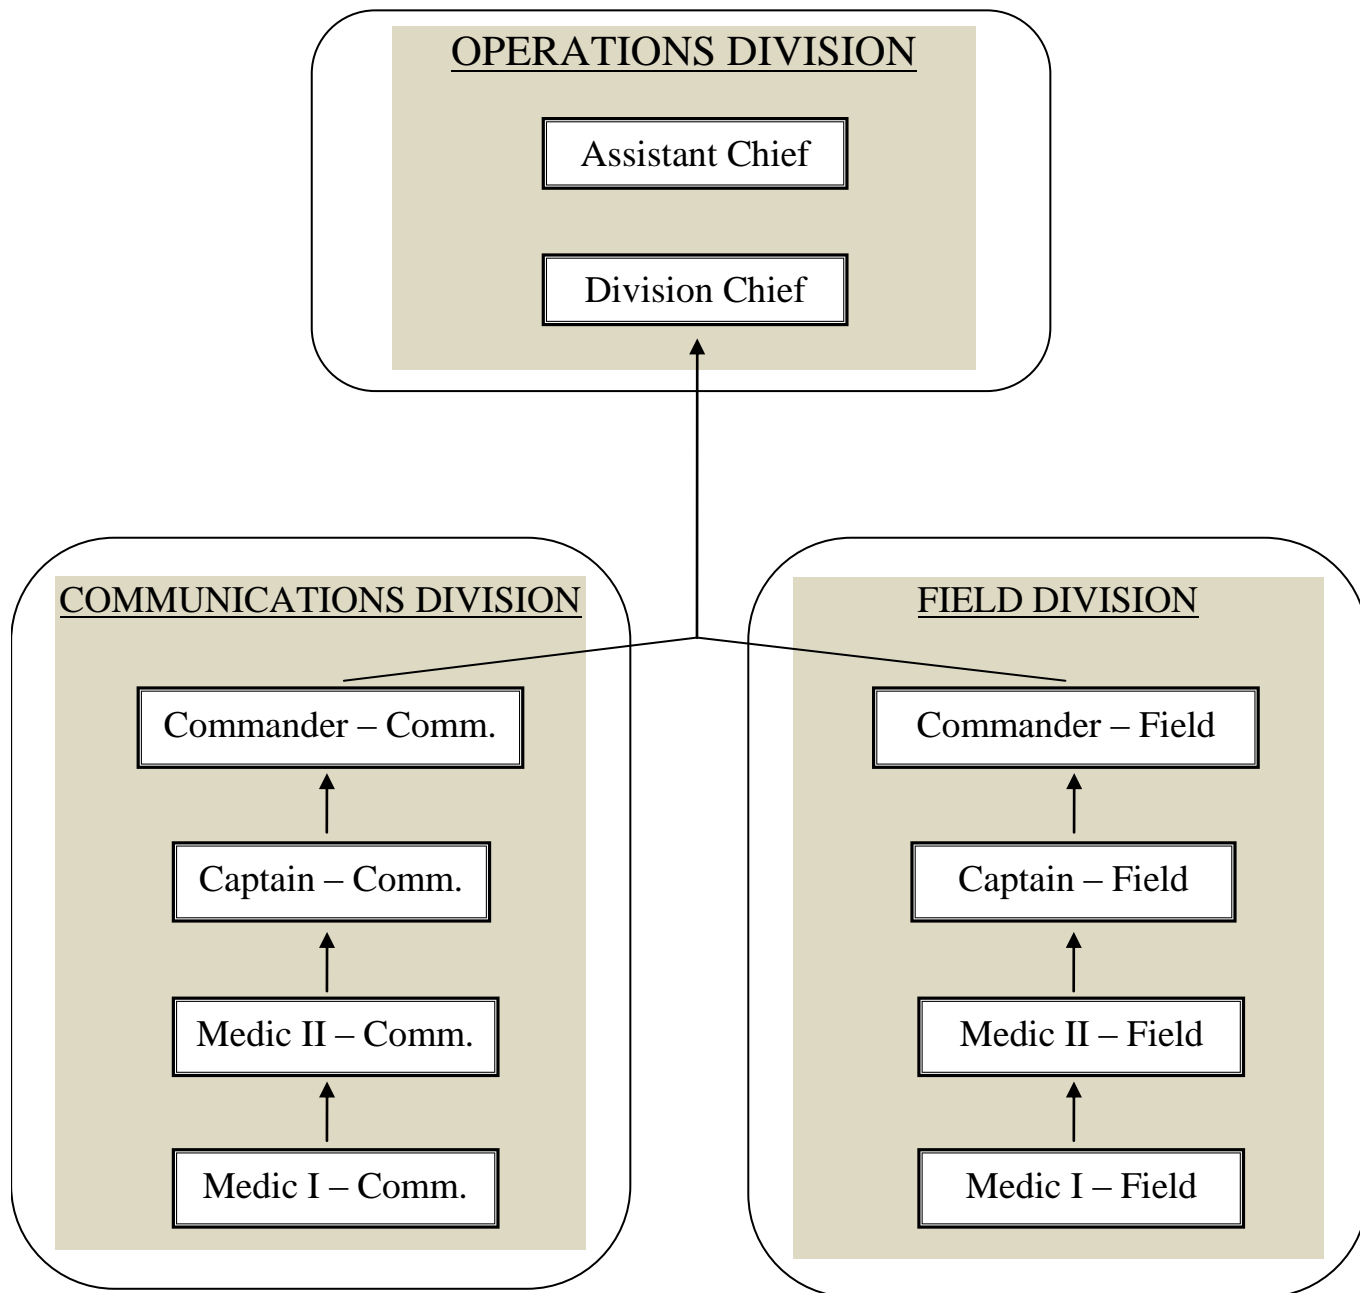 OPERATIONS DIVISION
Assistant Chief
Division Chief
COMMUNICATIONS DIVISION
Commander – Comm.
Captain – Comm.
Medic II – Comm.
Medic I – Comm.
FIELD DIVISION
Commander – Field
Captain – Field
Medic II – Field
Medic I – Field